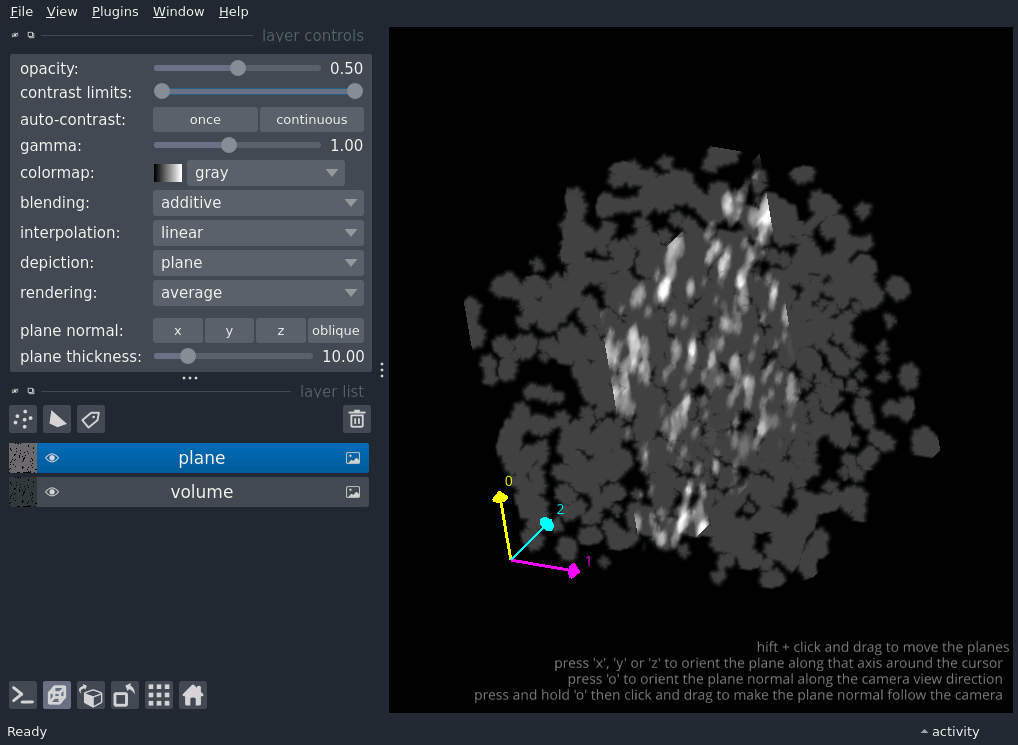 File View Plugins Window Help
layer controls
opacity: 0.50
contrast limits:
auto-contrast: once continuous
gamma: 1.00
colormap: gray
blending: additive
interpolation: linear
depiction: plane
rendering: average
plane normal: x y z oblique
plane thickness: 10.00
layer list
plane
volume
0
2
1
hift + click and drag to move the planes
press 'x', 'y' or 'z' to orient the plane along that axis around the cursor
press 'o' to orient the plane normal along the camera view direction
press and hold 'o' then click and drag to make the plane normal follow the camera
Ready activity